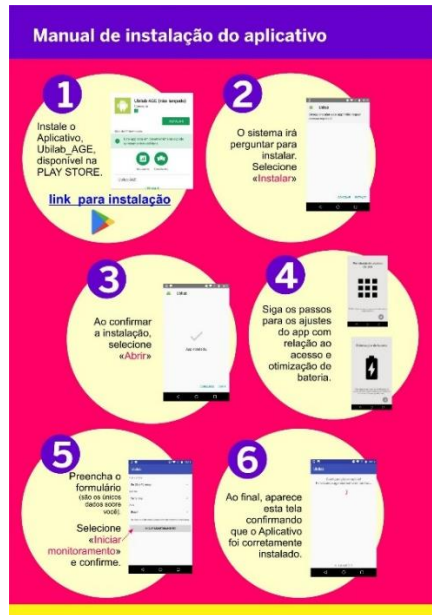 Manual de instalação do aplicativo
1
Instale o
Aplicativo,
Ubilab_AGE,
disponível na
PLAY STORE.
link para instalação
2
O sistema irá
perguntar para
instalar.
Selecione
«Instalar»
3
Ao confirmar
a instalação,
selecione
«Abrir»
4
Siga os passos
para os ajustes
do app com
relação ao
acesso e
otimização de
bateria.
5
Preencha o
formulário
(são os únicos
dados sobre
você).
Selecione
«Iniciar
monitoramento»
e confirme.
6
Ao final, aparece
esta tela
confirmando
que o Aplicativo
foi corretamente
instalado.